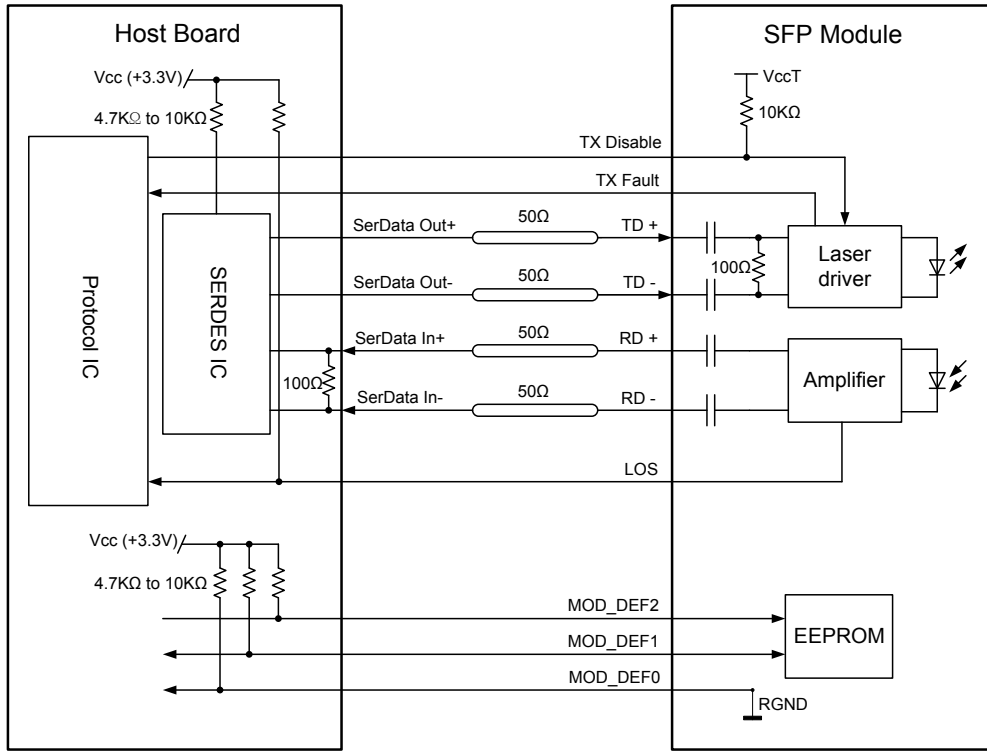 Host Board
SFP Module
Vcc (+3.3V)
4.7KΩ to 10KΩ
VccT
10KΩ
TX Disable
TX Fault
Protocol IC
SERDES IC
SerData Out+
50Ω
TD +
SerData Out-
50Ω
TD -
100Ω
Laser
driver
SerData In+
50Ω
RD +
100Ω
SerData In-
50Ω
RD -
Amplifier
LOS
Vcc (+3.3V)
4.7KΩ to 10KΩ
MOD_DEF2
MOD_DEF1
MOD_DEF0
EEPROM
RGND